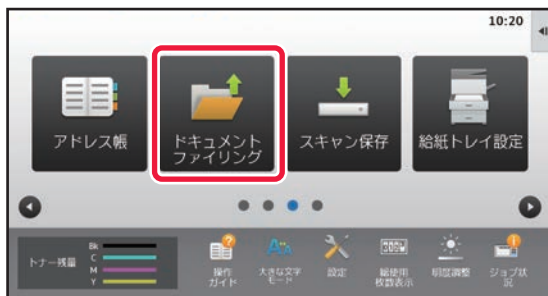 10:20
アドレス帳
ドキュメント
ファイリング
スキャン保存
給紙トレイ設定
トナー残量
Bk
C
M
Y
操作
ガイド
大きな文字
モード
設定
総使用
枚数表示
明度調整
ジョブ状
況